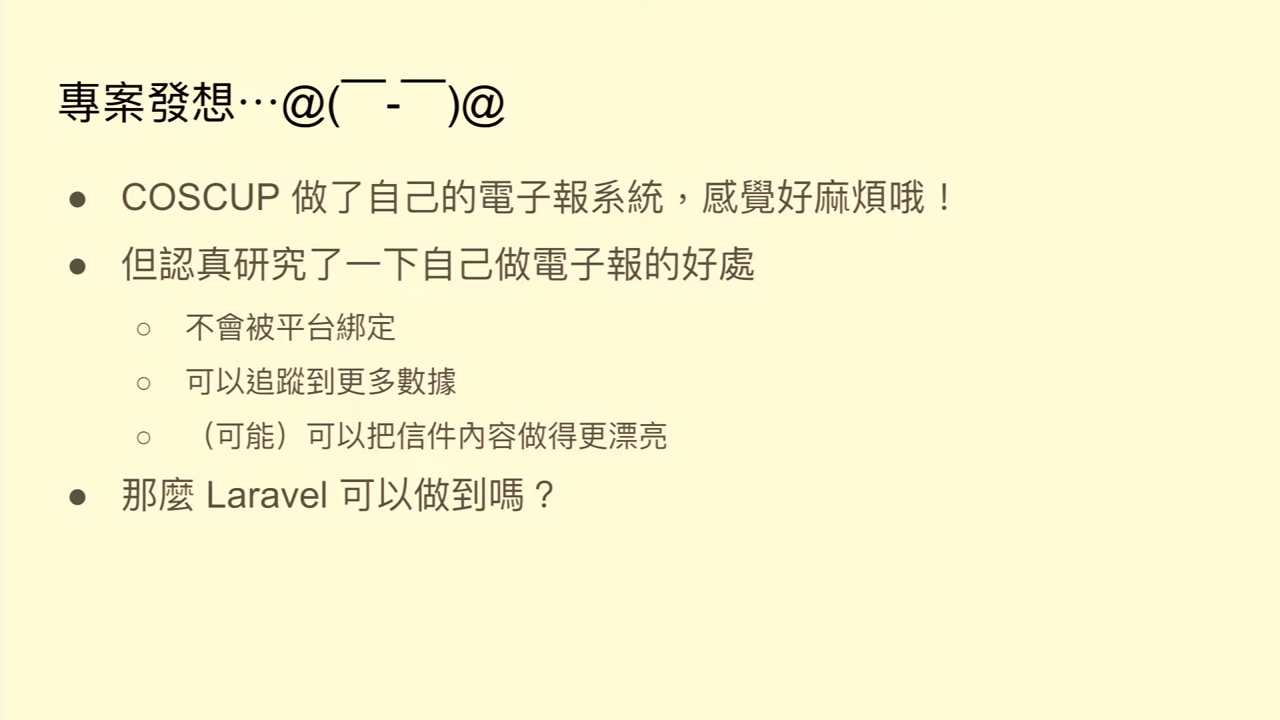 專案發想…@(￣-￣)@
● COSCUP 做了自己的電子報系統，感覺好麻煩哦！
● 但認真研究了一下自己做電子報的好處
○ 不會被平台綁定
○ 可以追蹤到更多數據
○ （可能）可以把信件內容做得更漂亮
● 那麼 Laravel 可以做到嗎？